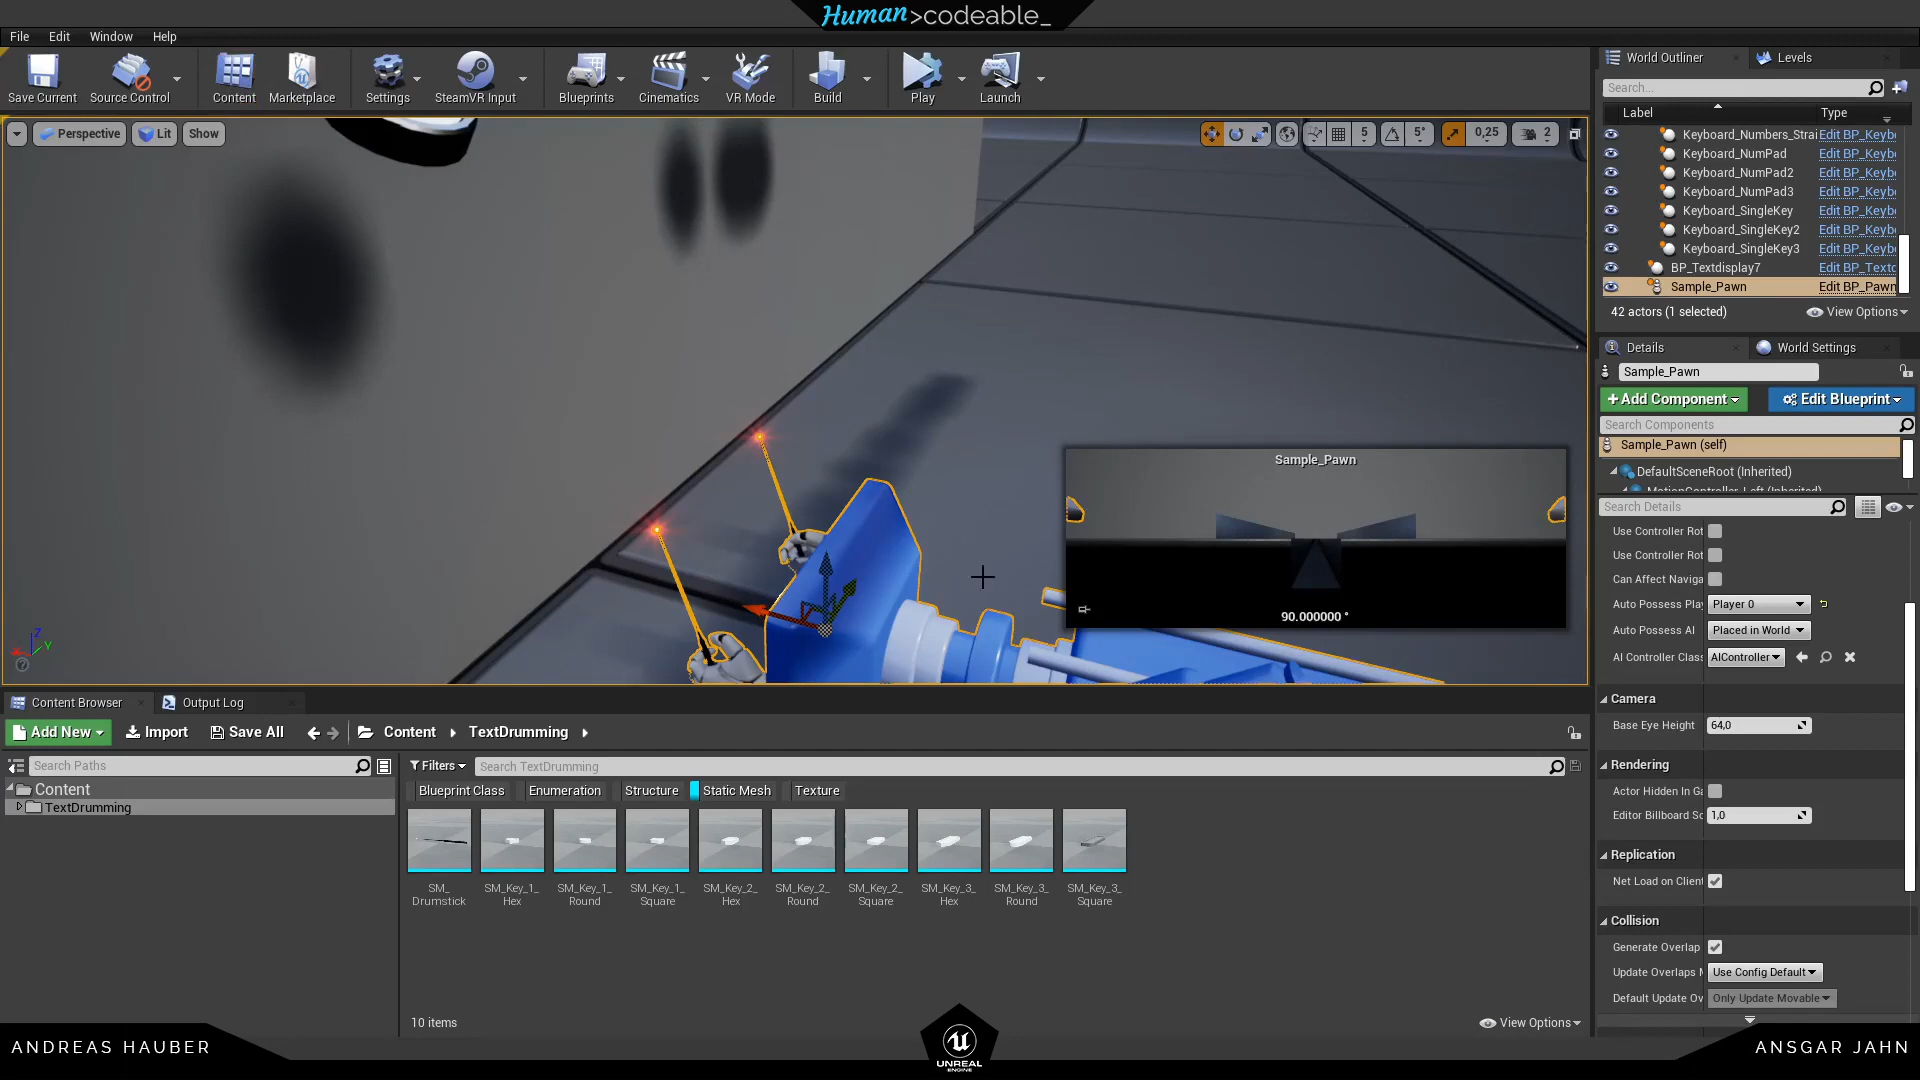 Human>codeable_
File Edit Window Help
World Outliner Levels
Save Current Source Control Content Marketplace Settings SteamVR Input Blueprints Cinematics VR Mode Build Play Launch
Search...
Label Type
Perspective Lit Show 5 5° 0,25 2
Keyboard_Numbers_Strai Edit BP_Keyb
Keyboard_NumPad Edit BP_Keyb
Keyboard_NumPad2 Edit BP_Keyb
Keyboard_NumPad3 Edit BP_Keyb
Keyboard_SingleKey Edit BP_Keyb
Keyboard_SingleKey2 Edit BP_Keyb
Keyboard_SingleKey3 Edit BP_Keyb
BP_Textdisplay7 Edit BP_Text
Sample_Pawn Edit BP_Pawn
42 actors (1 selected) View Options
Details World Settings
Sample_Pawn
+Add Component Edit Blueprint
Search Components
Sample_Pawn (self)
DefaultSceneRoot (Inherited)
MotionController_Left (Inherited)
Search Details
Sample_Pawn
90.000000 °
X Y Z
Use Controller Rot
Use Controller Rot
Can Affect Naviga
Auto Possess Pla Player 0
Auto Possess AI Placed in World
AI Controller Clas AIController
Camera
Base Eye Height 64,0
Rendering
Actor Hidden In Ga
Editor Billboard Sc 1,0
Replication
Net Load on Client
Collision
Generate Overlap
Update Overlaps M Use Config Default
Default Update Ov Only Update Movable
Content Browser Output Log
Add New Import Save All Content TextDrumming
Search Paths Filters Search TextDrumming
Content
TextDrumming
Blueprint Class Enumeration Structure Static Mesh Texture
SM_ Drumstick
SM_Key_1_ Hex
SM_Key_1_ Round
SM_Key_1_ Square
SM_Key_2_ Hex
SM_Key_2_ Round
SM_Key_2_ Square
SM_Key_3_ Hex
SM_Key_3_ Round
SM_Key_3_ Square
10 items View Options
ANDREAS HAUBER
UNREAL
ENGINE
ANSGAR JAHN